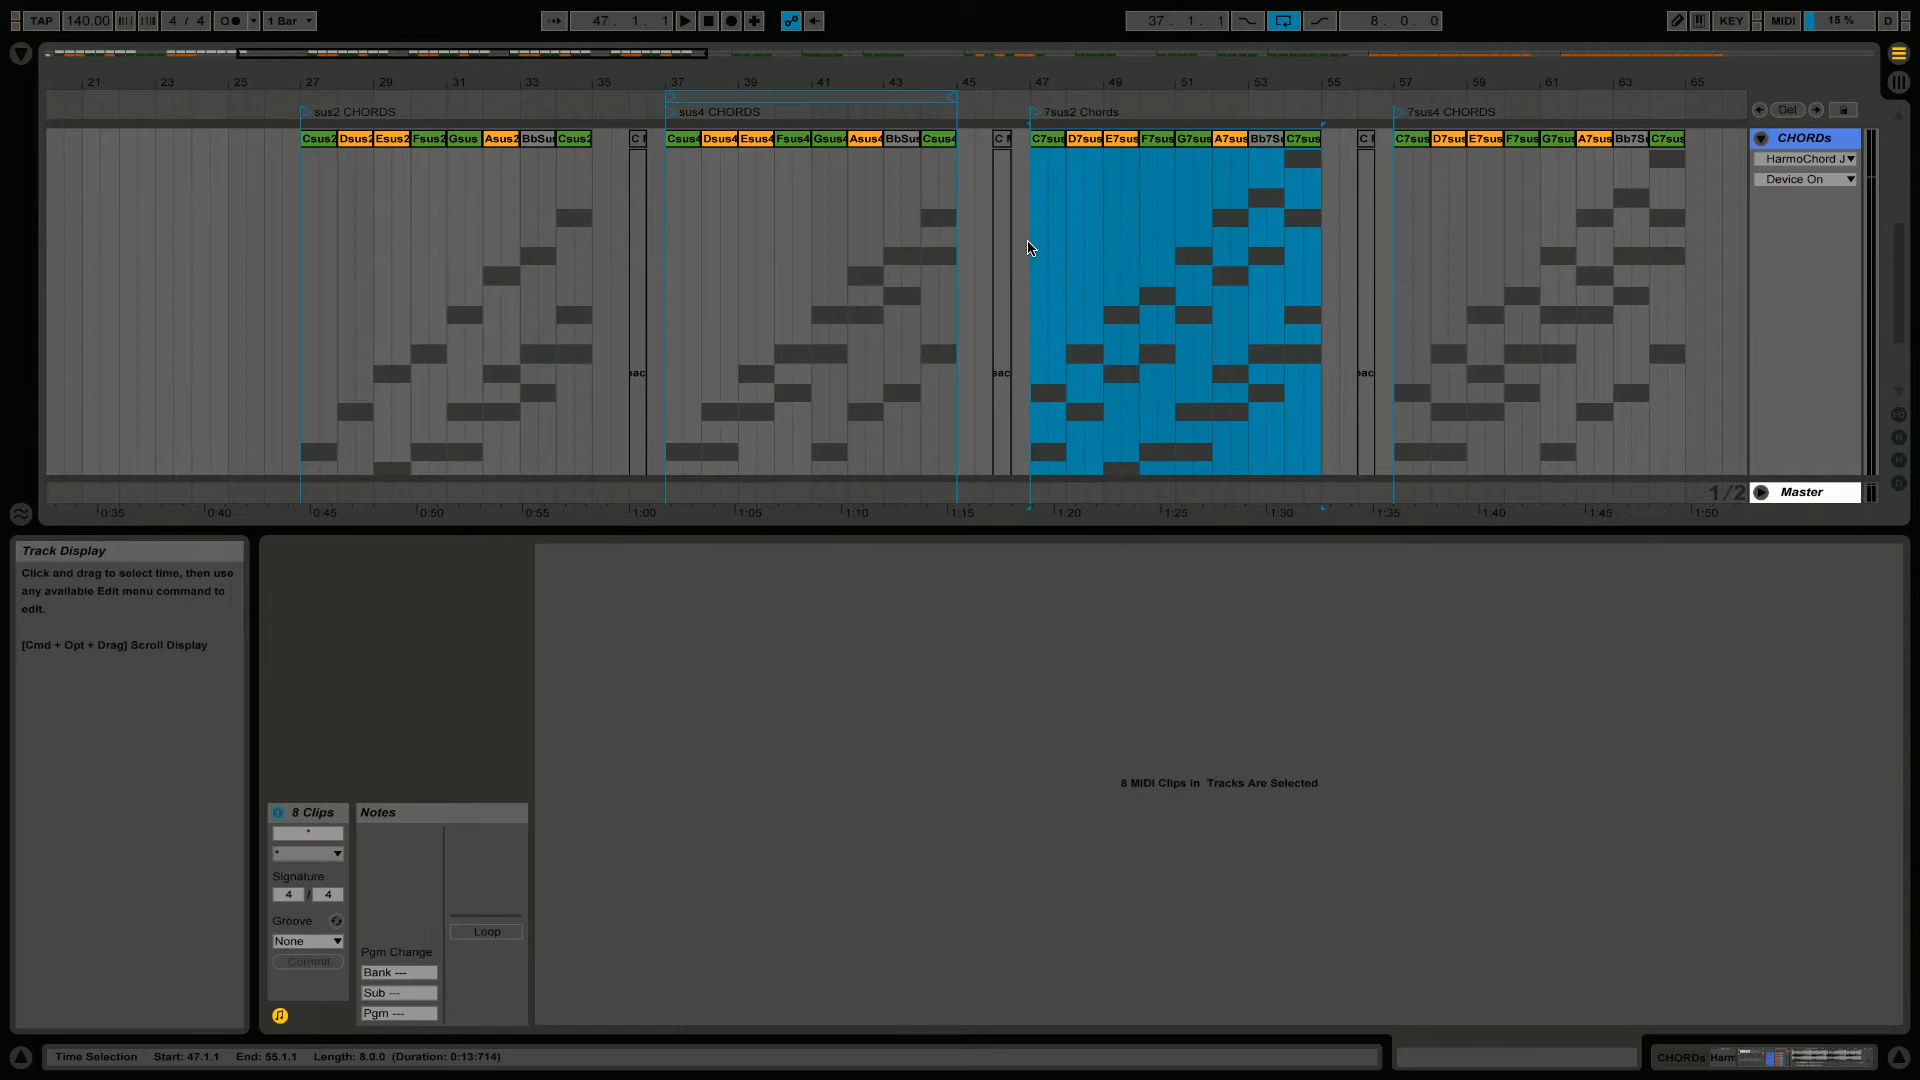 TAP 140.00 4 / 4 1 Bar 47 . 1 . 1 37 . 1 . 1 8 . 0 . 0 KEY MIDI 15 % D
21 23 25 27 29 31 33 35 37 39 41 43 45 47 49 51 53 55 57 59 61 63 65
sus2 CHORDS sus4 CHORDS 7sus2 Chords 7sus4 CHORDS Del
Csus2 Dsus2 Esus2 Fsus2 Gsus Asus2 BbSus Csus2 C Csus4 Dsus4 Esus4 Fsus4 Gsus4 Asus4 BbSus Csus4 C C7sus D7sus E7sus F7sus G7sus A7sus Bb7S C7sus C C7sus D7sus E7sus F7sus G7sus A7sus Bb7S C7sus CHORDs
HarmoChord J
Device On
eac eac eac
1/2 Master
0:35 0:40 0:45 0:50 0:55 1:00 1:05 1:10 1:15 1:20 1:25 1:30 1:35 1:40 1:45 1:50
Track Display
Click and drag to select time, then use
any available Edit menu command to
edit.
[Cmd + Opt + Drag] Scroll Display
8 MIDI Clips in Tracks Are Selected
8 Clips
*
*
Signature
4 / 4
Groove
None
Commit
Notes
Loop
Pgm Change
Bank ---
Sub ---
Pgm ---
Time Selection Start: 47.1.1 End: 55.1.1 Length: 8.0.0 (Duration: 0:13:714)
CHORDs Harm